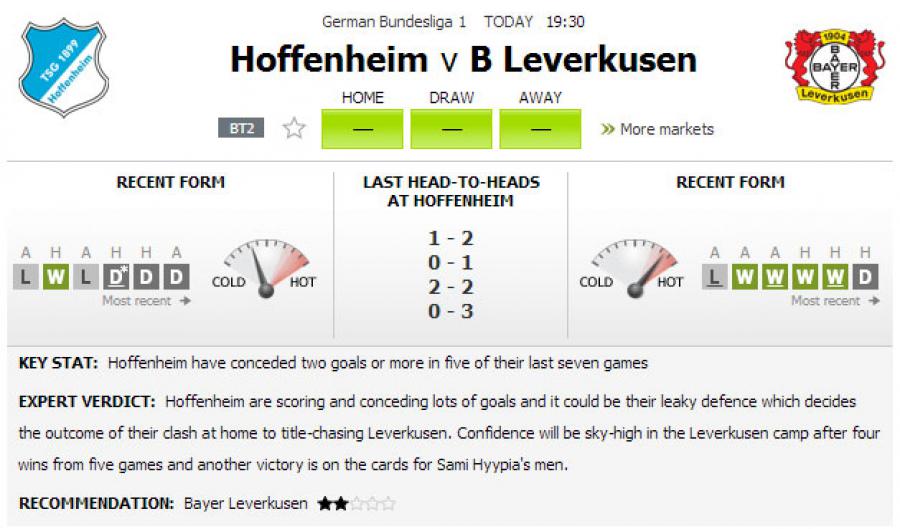 German Bundesliga 1 TODAY 19:30
TSG 1899
Hoffenheim
Hoffenheim v B Leverkusen
1904
BAYER
BAYER
Leverkusen
HOME DRAW AWAY
BT2 — — — » More markets
RECENT FORM
LAST HEAD-TO-HEADS
AT HOFFENHEIM
RECENT FORM
A H A H H A
L W L D* D D
Most recent →
COLD HOT
1 - 2
0 - 1
2 - 2
0 - 3
COLD HOT
A A A H H H
L W W W W D
Most recent →
KEY STAT: Hoffenheim have conceded two goals or more in five of their last seven games
EXPERT VERDICT: Hoffenheim are scoring and conceding lots of goals and it could be their leaky defence which decides
the outcome of their clash at home to title-chasing Leverkusen. Confidence will be sky-high in the Leverkusen camp after four
wins from five games and another victory is on the cards for Sami Hyypia's men.
RECOMMENDATION: Bayer Leverkusen ★★☆☆☆